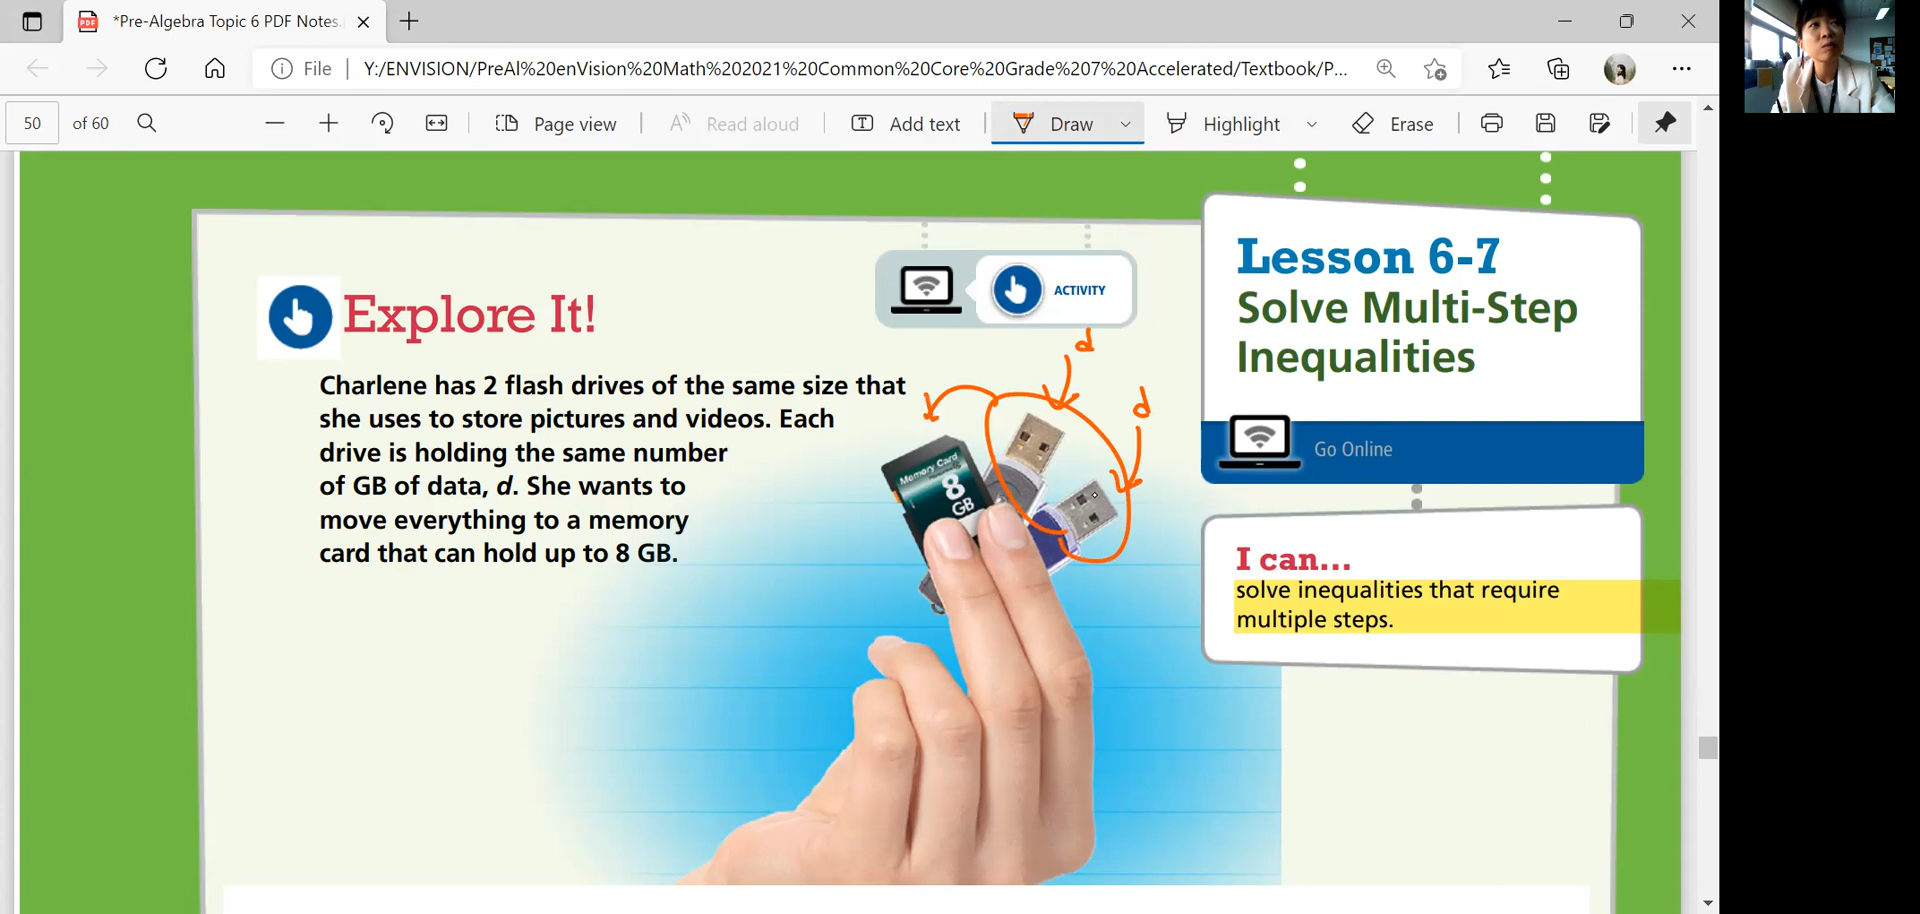 *Pre-Algebra Topic 6 PDF Notes.
File
Y:/ENVISION/PreAl%20enVision%20Math%202021%20Common%20Core%20Grade%207%20Accelerated/Textbook/P...
50 of 60
Page view
Read aloud
Add text
Draw
Highlight
Erase
Explore It!
ACTIVITY
Charlene has 2 flash drives of the same size that
she uses to store pictures and videos. Each
drive is holding the same number
of GB of data, d. She wants to
move everything to a memory
card that can hold up to 8 GB.
d
d
Memory Card
8
GB
Lesson 6-7
Solve Multi-Step
Inequalities
Go Online
I can...
solve inequalities that require
multiple steps.